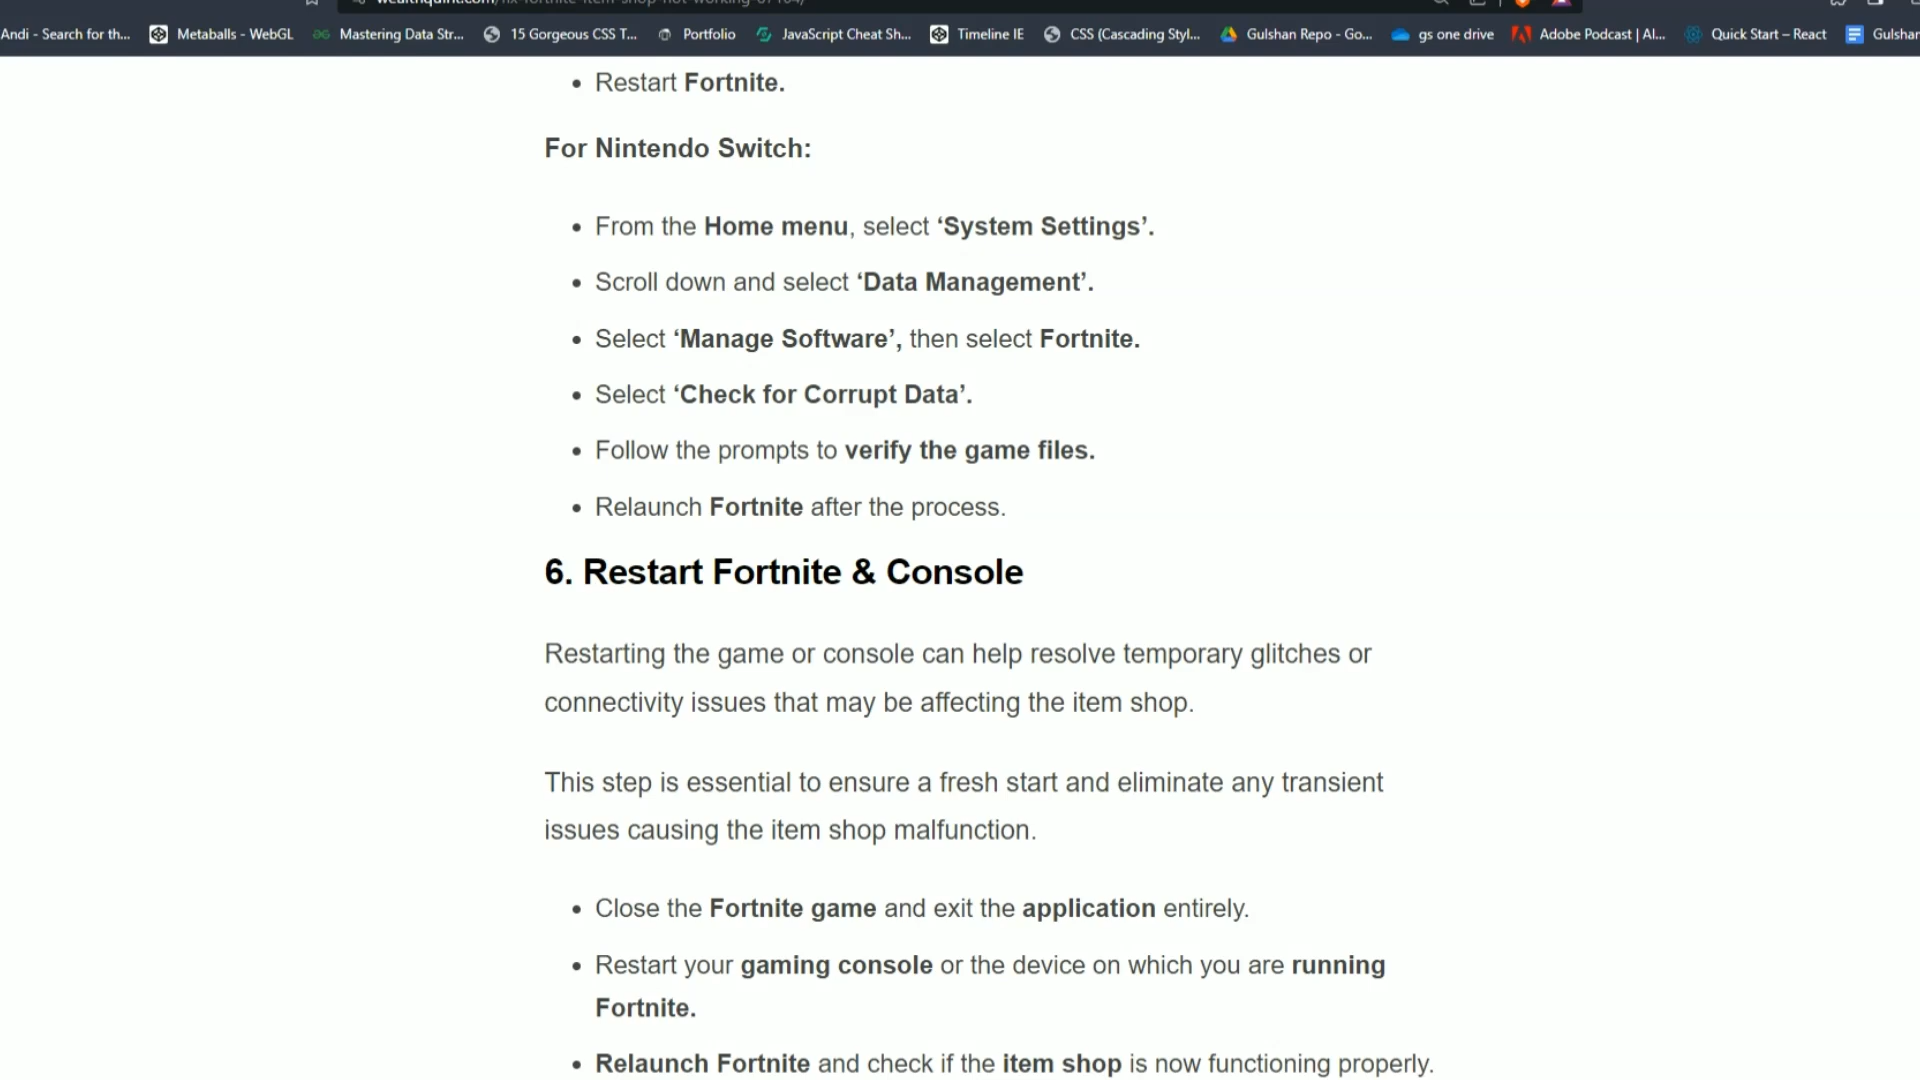 Andi - Search for th...
Metaballs - WebGL
Mastering Data Str...
15 Gorgeous CSS T...
Portfolio
JavaScript Cheat Sh...
Timeline IE
CSS (Cascading Styl...
Gulshan Repo - Go...
gs one drive
Adobe Podcast | AI...
Quick Start – React
Gulshan
• Restart Fortnite.
For Nintendo Switch:
• From the Home menu, select ‘System Settings’.
• Scroll down and select ‘Data Management’.
• Select ‘Manage Software’, then select Fortnite.
• Select ‘Check for Corrupt Data’.
• Follow the prompts to verify the game files.
• Relaunch Fortnite after the process.
6. Restart Fortnite & Console
Restarting the game or console can help resolve temporary glitches or
connectivity issues that may be affecting the item shop.
This step is essential to ensure a fresh start and eliminate any transient
issues causing the item shop malfunction.
• Close the Fortnite game and exit the application entirely.
• Restart your gaming console or the device on which you are running
Fortnite.
• Relaunch Fortnite and check if the item shop is now functioning properly.